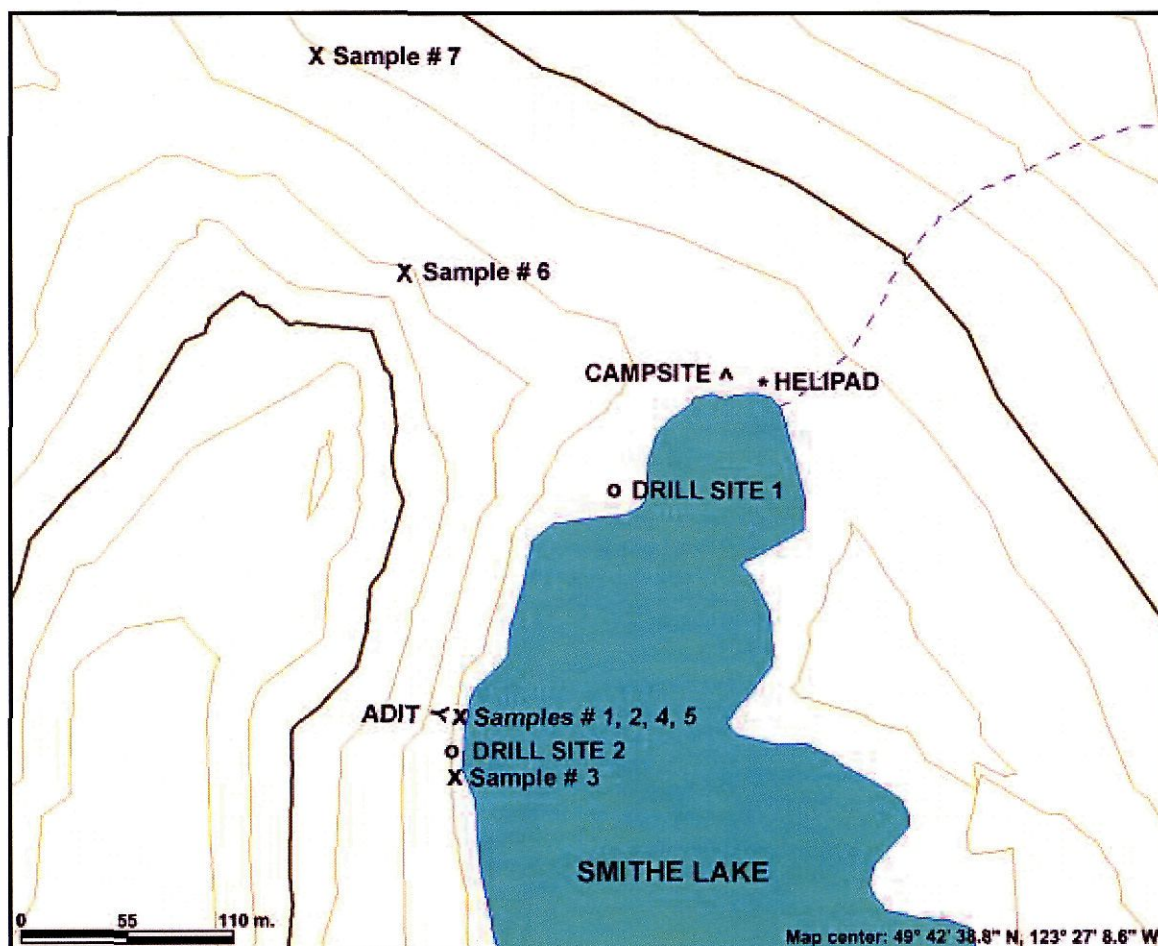 X Sample # 7
X Sample # 6
CAMPSITE ^ * HELIPAD
o DRILL SITE 1
ADIT X Samples # 1, 2, 4, 5
o DRILL SITE 2
X Sample # 3
SMITHE LAKE
0 55 110 m.
Map center: 49° 42' 38.8" N, 123° 27' 8.6" W